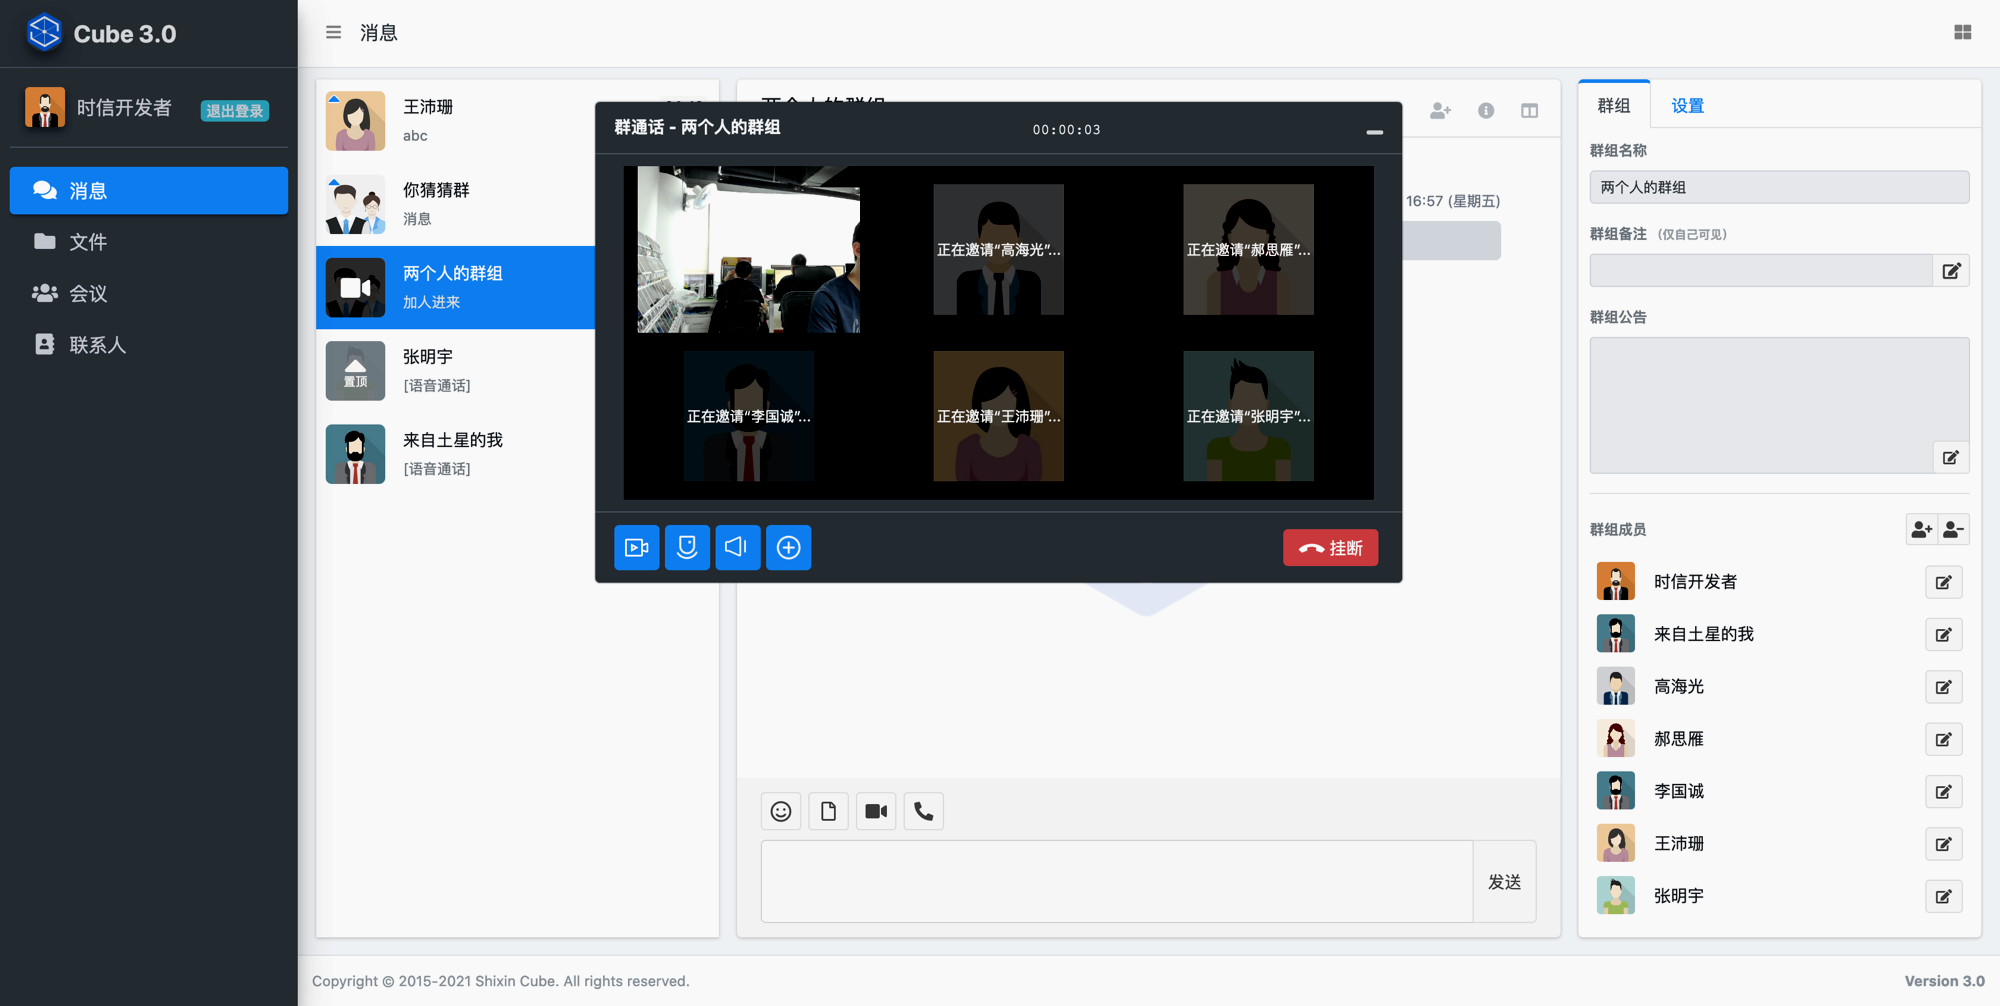 Cube 3.0
消息
时信开发者
退出登录
消息
文件
会议
联系人
王沛珊
abc
你猜猜群
消息
两个人的群组
加人进来
置顶
张明宇
[语音通话]
来自土星的我
[语音通话]
两个人的群组
16:57 (星期五)
群通话 - 两个人的群组
00:00:03
正在邀请“高海光”...
正在邀请“郝思雁”...
正在邀请“李国诚”...
正在邀请“王沛珊”...
正在邀请“张明宇”...
挂断
发送
群组
设置
群组名称
两个人的群组
群组备注 (仅自己可见)
群组公告
群组成员
时信开发者
来自土星的我
高海光
郝思雁
李国诚
王沛珊
张明宇
Copyright © 2015-2021 Shixin Cube. All rights reserved.
Version 3.0